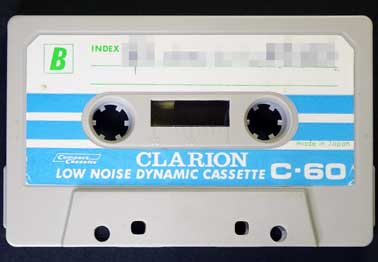 B INDEX
made in Japan
Compact Cassette
CLARION
LOW NOISE DYNAMIC CASSETTE C-60